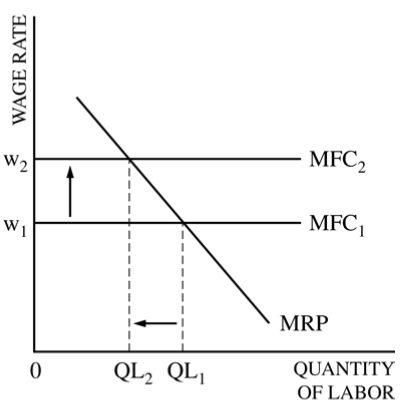 WAGE RATE
w₂
MFC₂
w₁
MFC₁
MRP
0
QL₂
QL₁
QUANTITY
OF LABOR